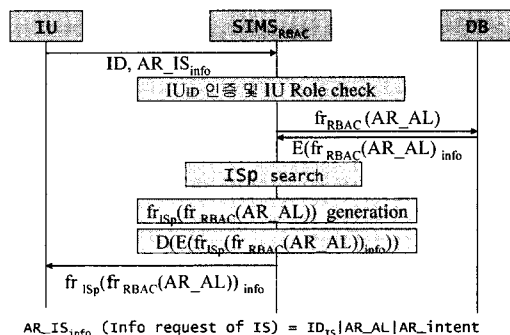 IU SIMS_RBAC DB
ID, AR_IS_info
IU_ID 인증 및 IU Role check
fr_RBAC(AR_AL)
E(fr_RBAC(AR_AL)_info
ISp search
fr_ISp(fr_RBAC(AR_AL)) generation
D(E(fr_ISp(fr_RBAC(AR_AL))_info))
fr_ISp(fr_RBAC(AR_AL))_info
AR_IS_info (Info request of IS) = ID_IS|AR_AL|AR_intent